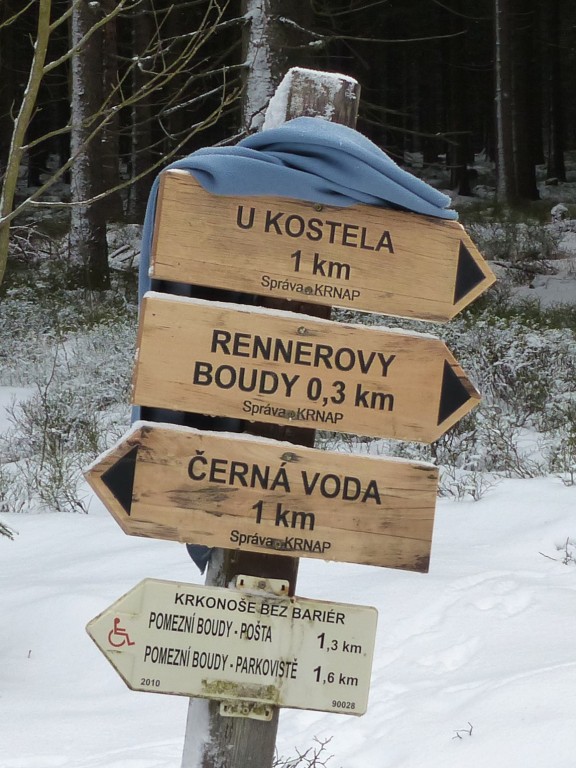 U KOSTELA
1 km
Správa KRNAP
RENNEROVY
BOUDY 0,3 km
Správa KRNAP
ČERNÁ VODA
1 km
Správa KRNAP
KRKONOŠE BEZ BARIÉR
POMEZNÍ BOUDY - POŠTA 1,3 km
POMEZNÍ BOUDY - PARKOVIŠTĚ 1,6 km
2010 90028